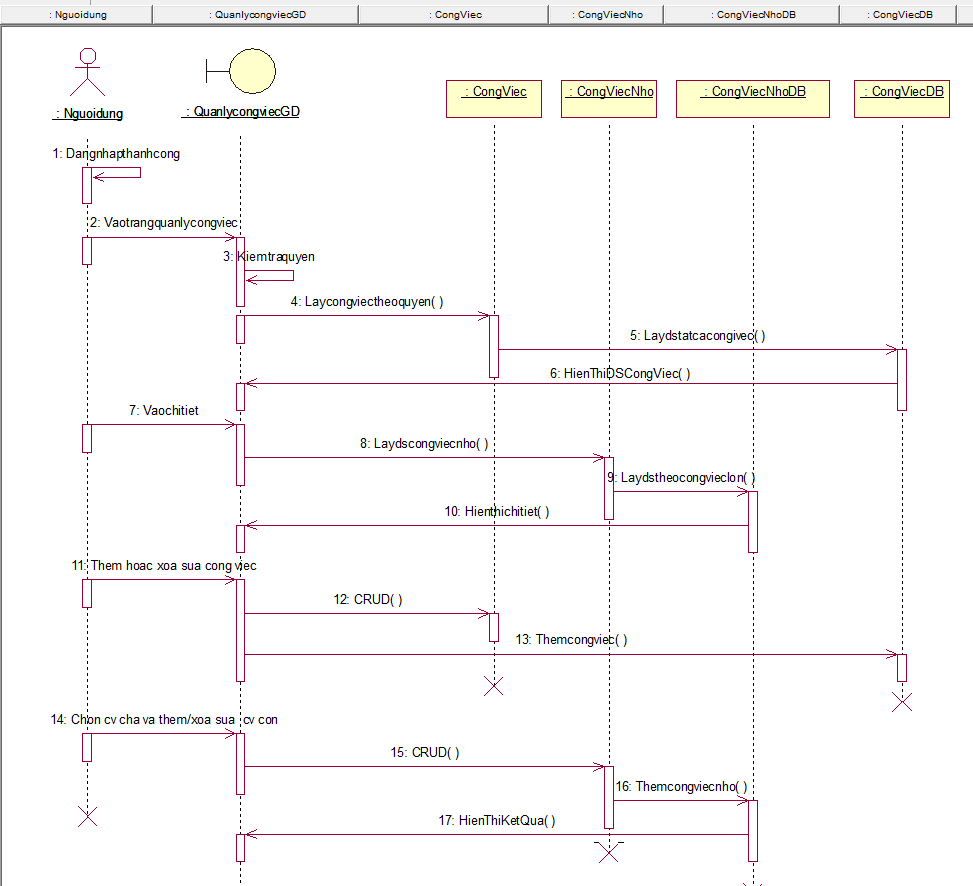 : Nguoidung
: QuanlycongviecGD
: CongViec
: CongViecNho
: CongViecNhoDB
: CongViecDB
: Nguoidung
: QuanlycongviecGD
: CongViec
: CongViecNho
: CongViecNhoDB
: CongViecDB
1: Dangnhapthanhcong
2: Vaotrangquanlycongviec
3: Kiemtraquyen
4: Laycongviectheoquyen( )
5: Laydstatcacongivec( )
6: HienThiDSCongViec( )
7: Vaochitiet
8: Laydscongviecnho( )
9: Laydstheocongvieclon( )
10: Hienthichitiet( )
11: Them hoac xoa sua cong viec
12: CRUD( )
13: Themcongviec( )
14: Chon cv cha va them/xoa sua cv con
15: CRUD( )
16: Themcongviecnho( )
17: HienThiKetQua( )